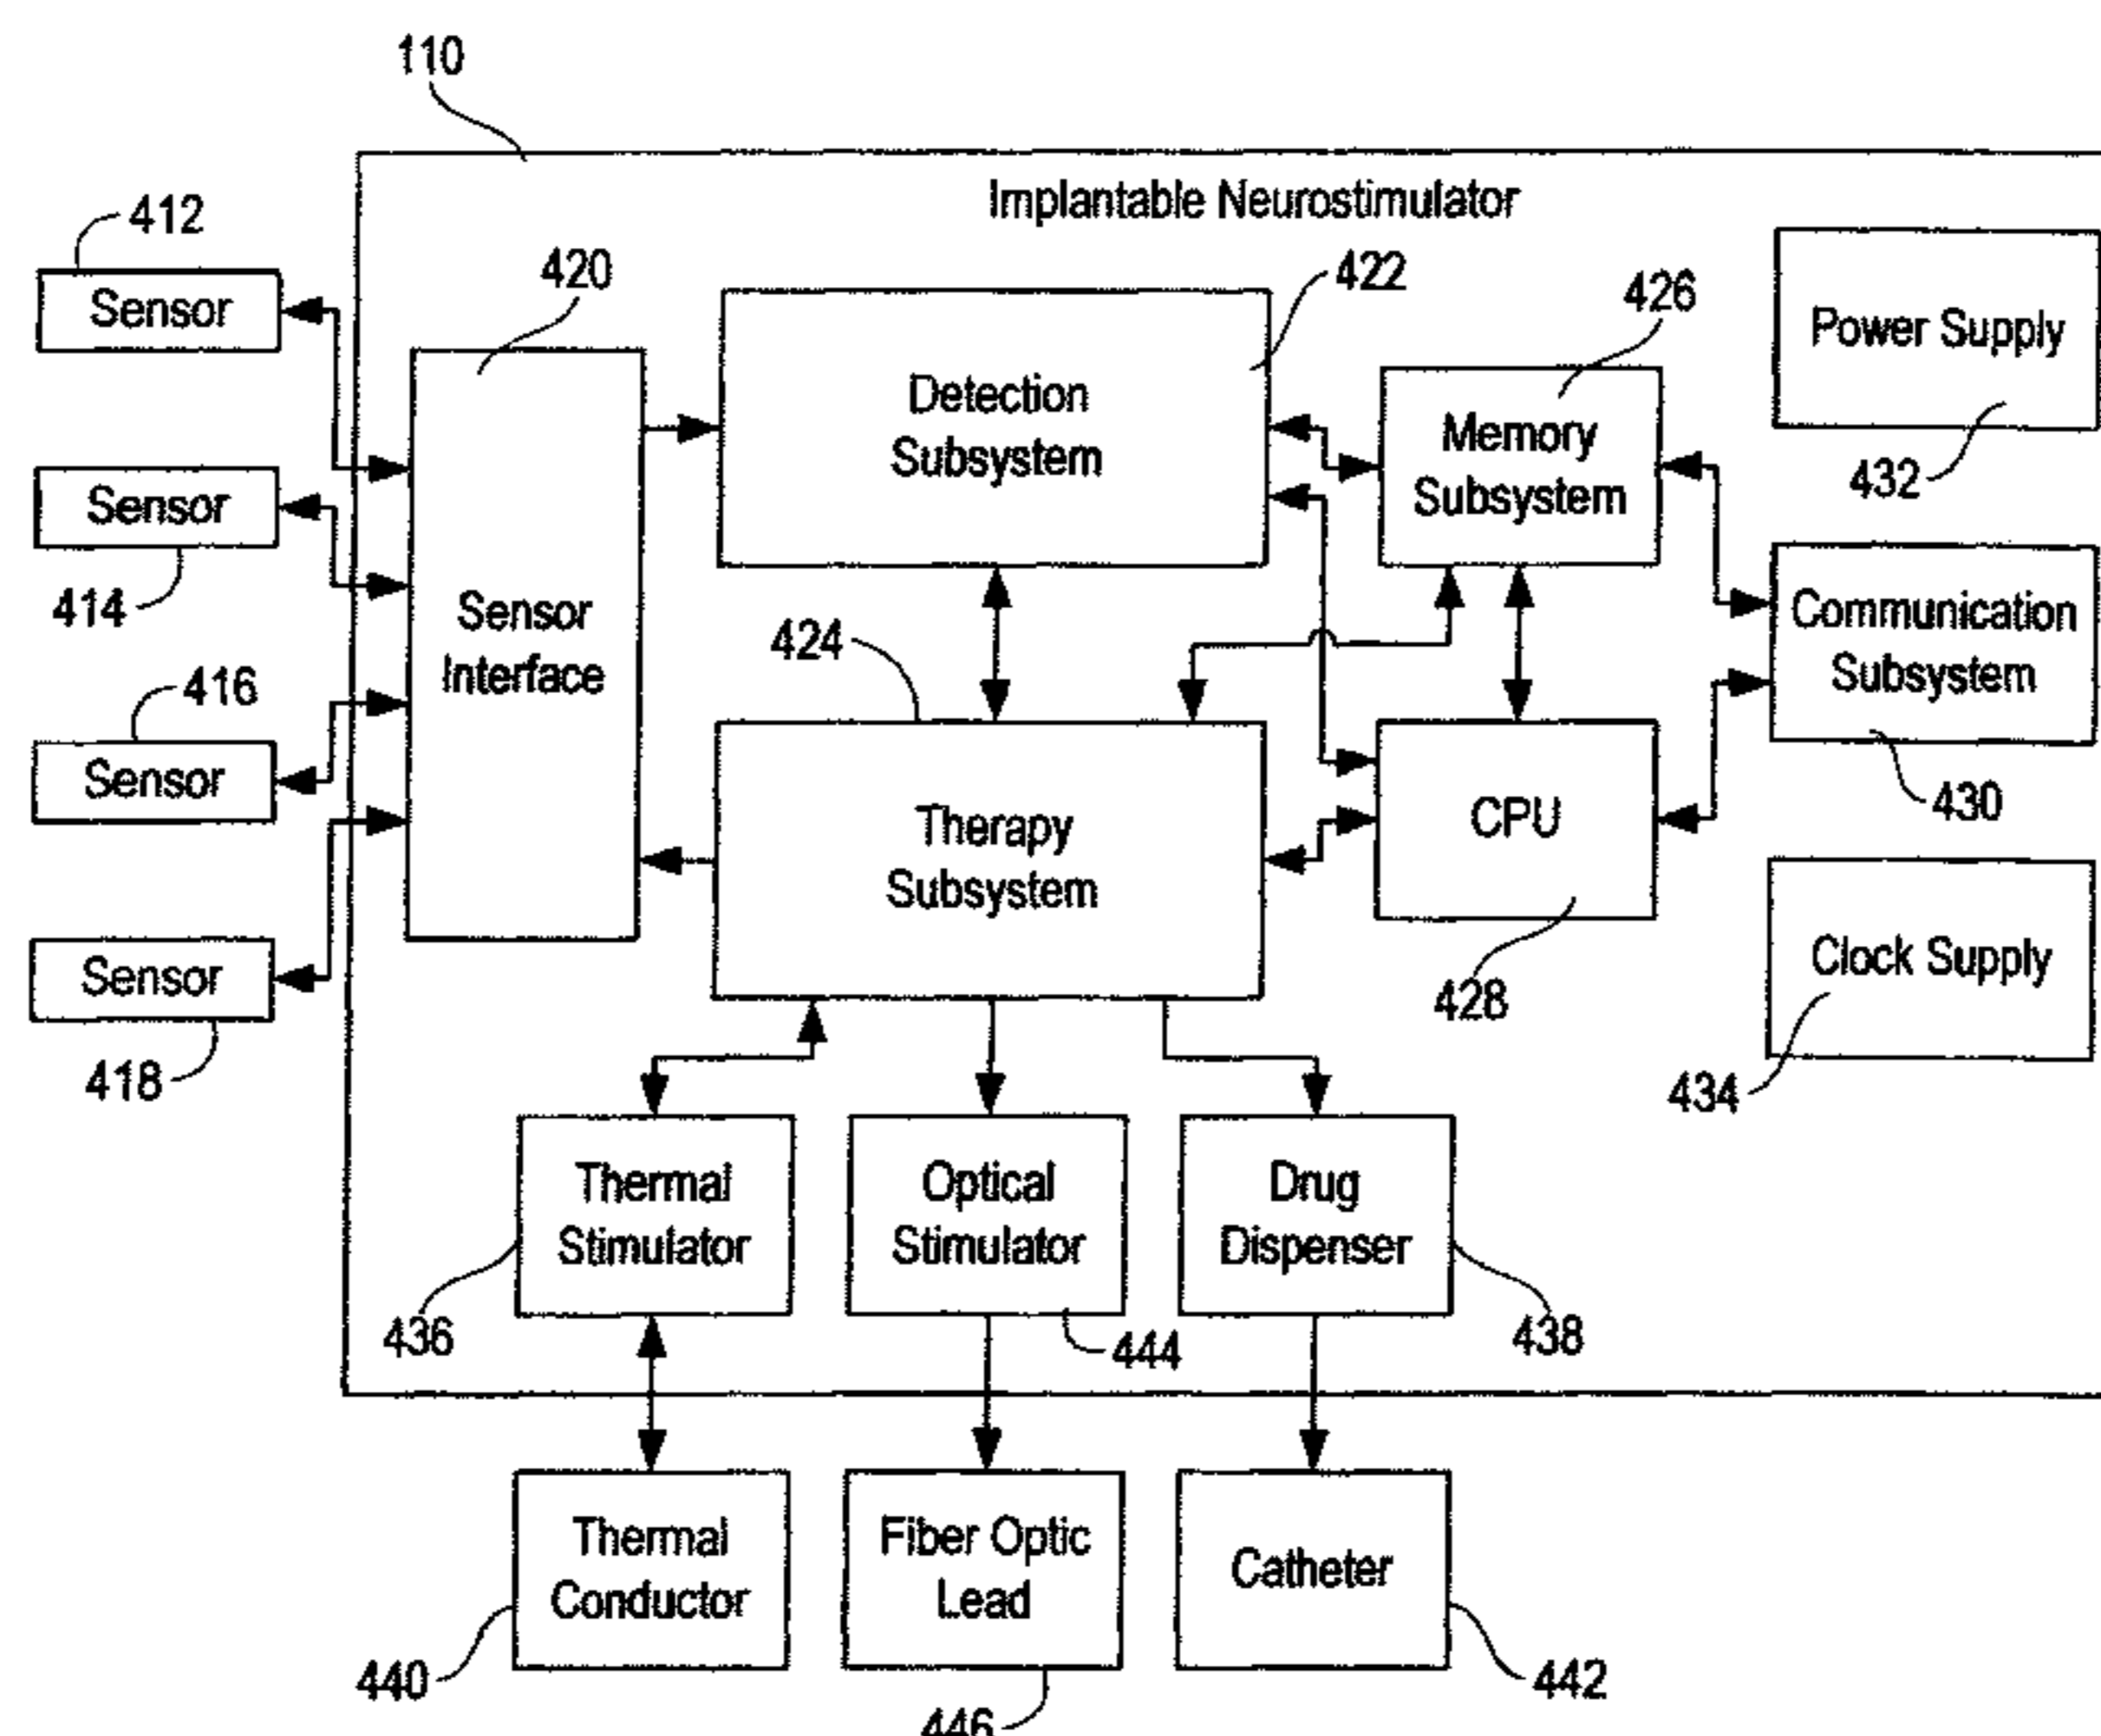 110
Implantable Neurostimulator
412
Sensor
420
422
426
Power Supply
432
Detection
Subsystem
Memory
Subsystem
Sensor
414
Sensor
Interface
424
Communication
Subsystem
430
416
Sensor
Therapy
Subsystem
CPU
428
Clock Supply
434
Sensor
418
Thermal
Stimulator
436
Optical
Stimulator
444
Drug
Dispenser
438
Thermal
Conductor
440
Fiber Optic
Lead
446
Catheter
442